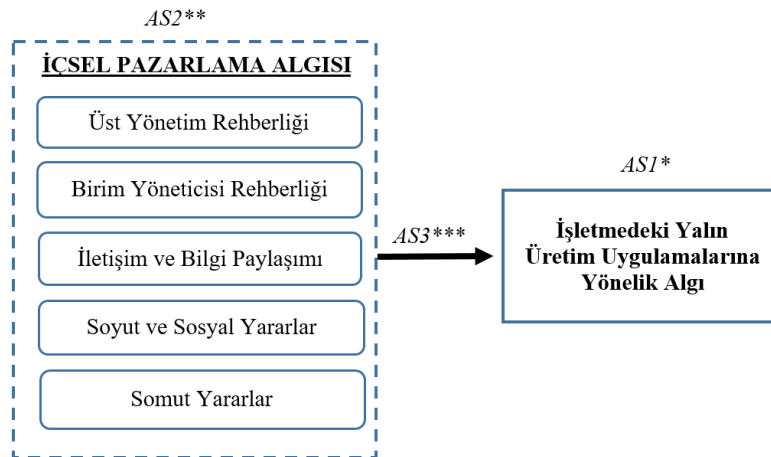 AS2**
İÇSEL PAZARLAMA ALGISI
Üst Yönetim Rehberliği
Birim Yöneticisi Rehberliği
İletişim ve Bilgi Paylaşımı
Soyut ve Sosyal Yararlar
Somut Yararlar
AS3***
AS1*
İşletmedeki Yalın
Üretim Uygulamalarına
Yönelik Algı